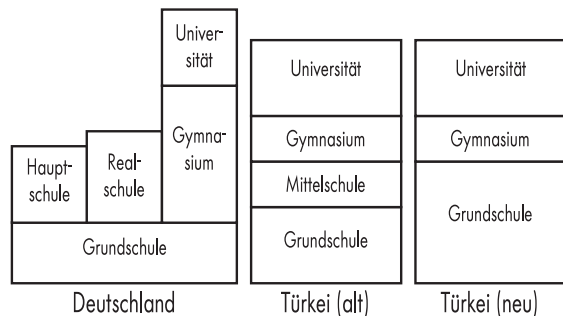 Univer-
sität
Gymna-
sium
Haupt-
schule
Real-
schule
Grundschule
Deutschland
Universität
Gymnasium
Mittelschule
Grundschule
Türkei (alt)
Universität
Gymnasium
Grundschule
Türkei (neu)